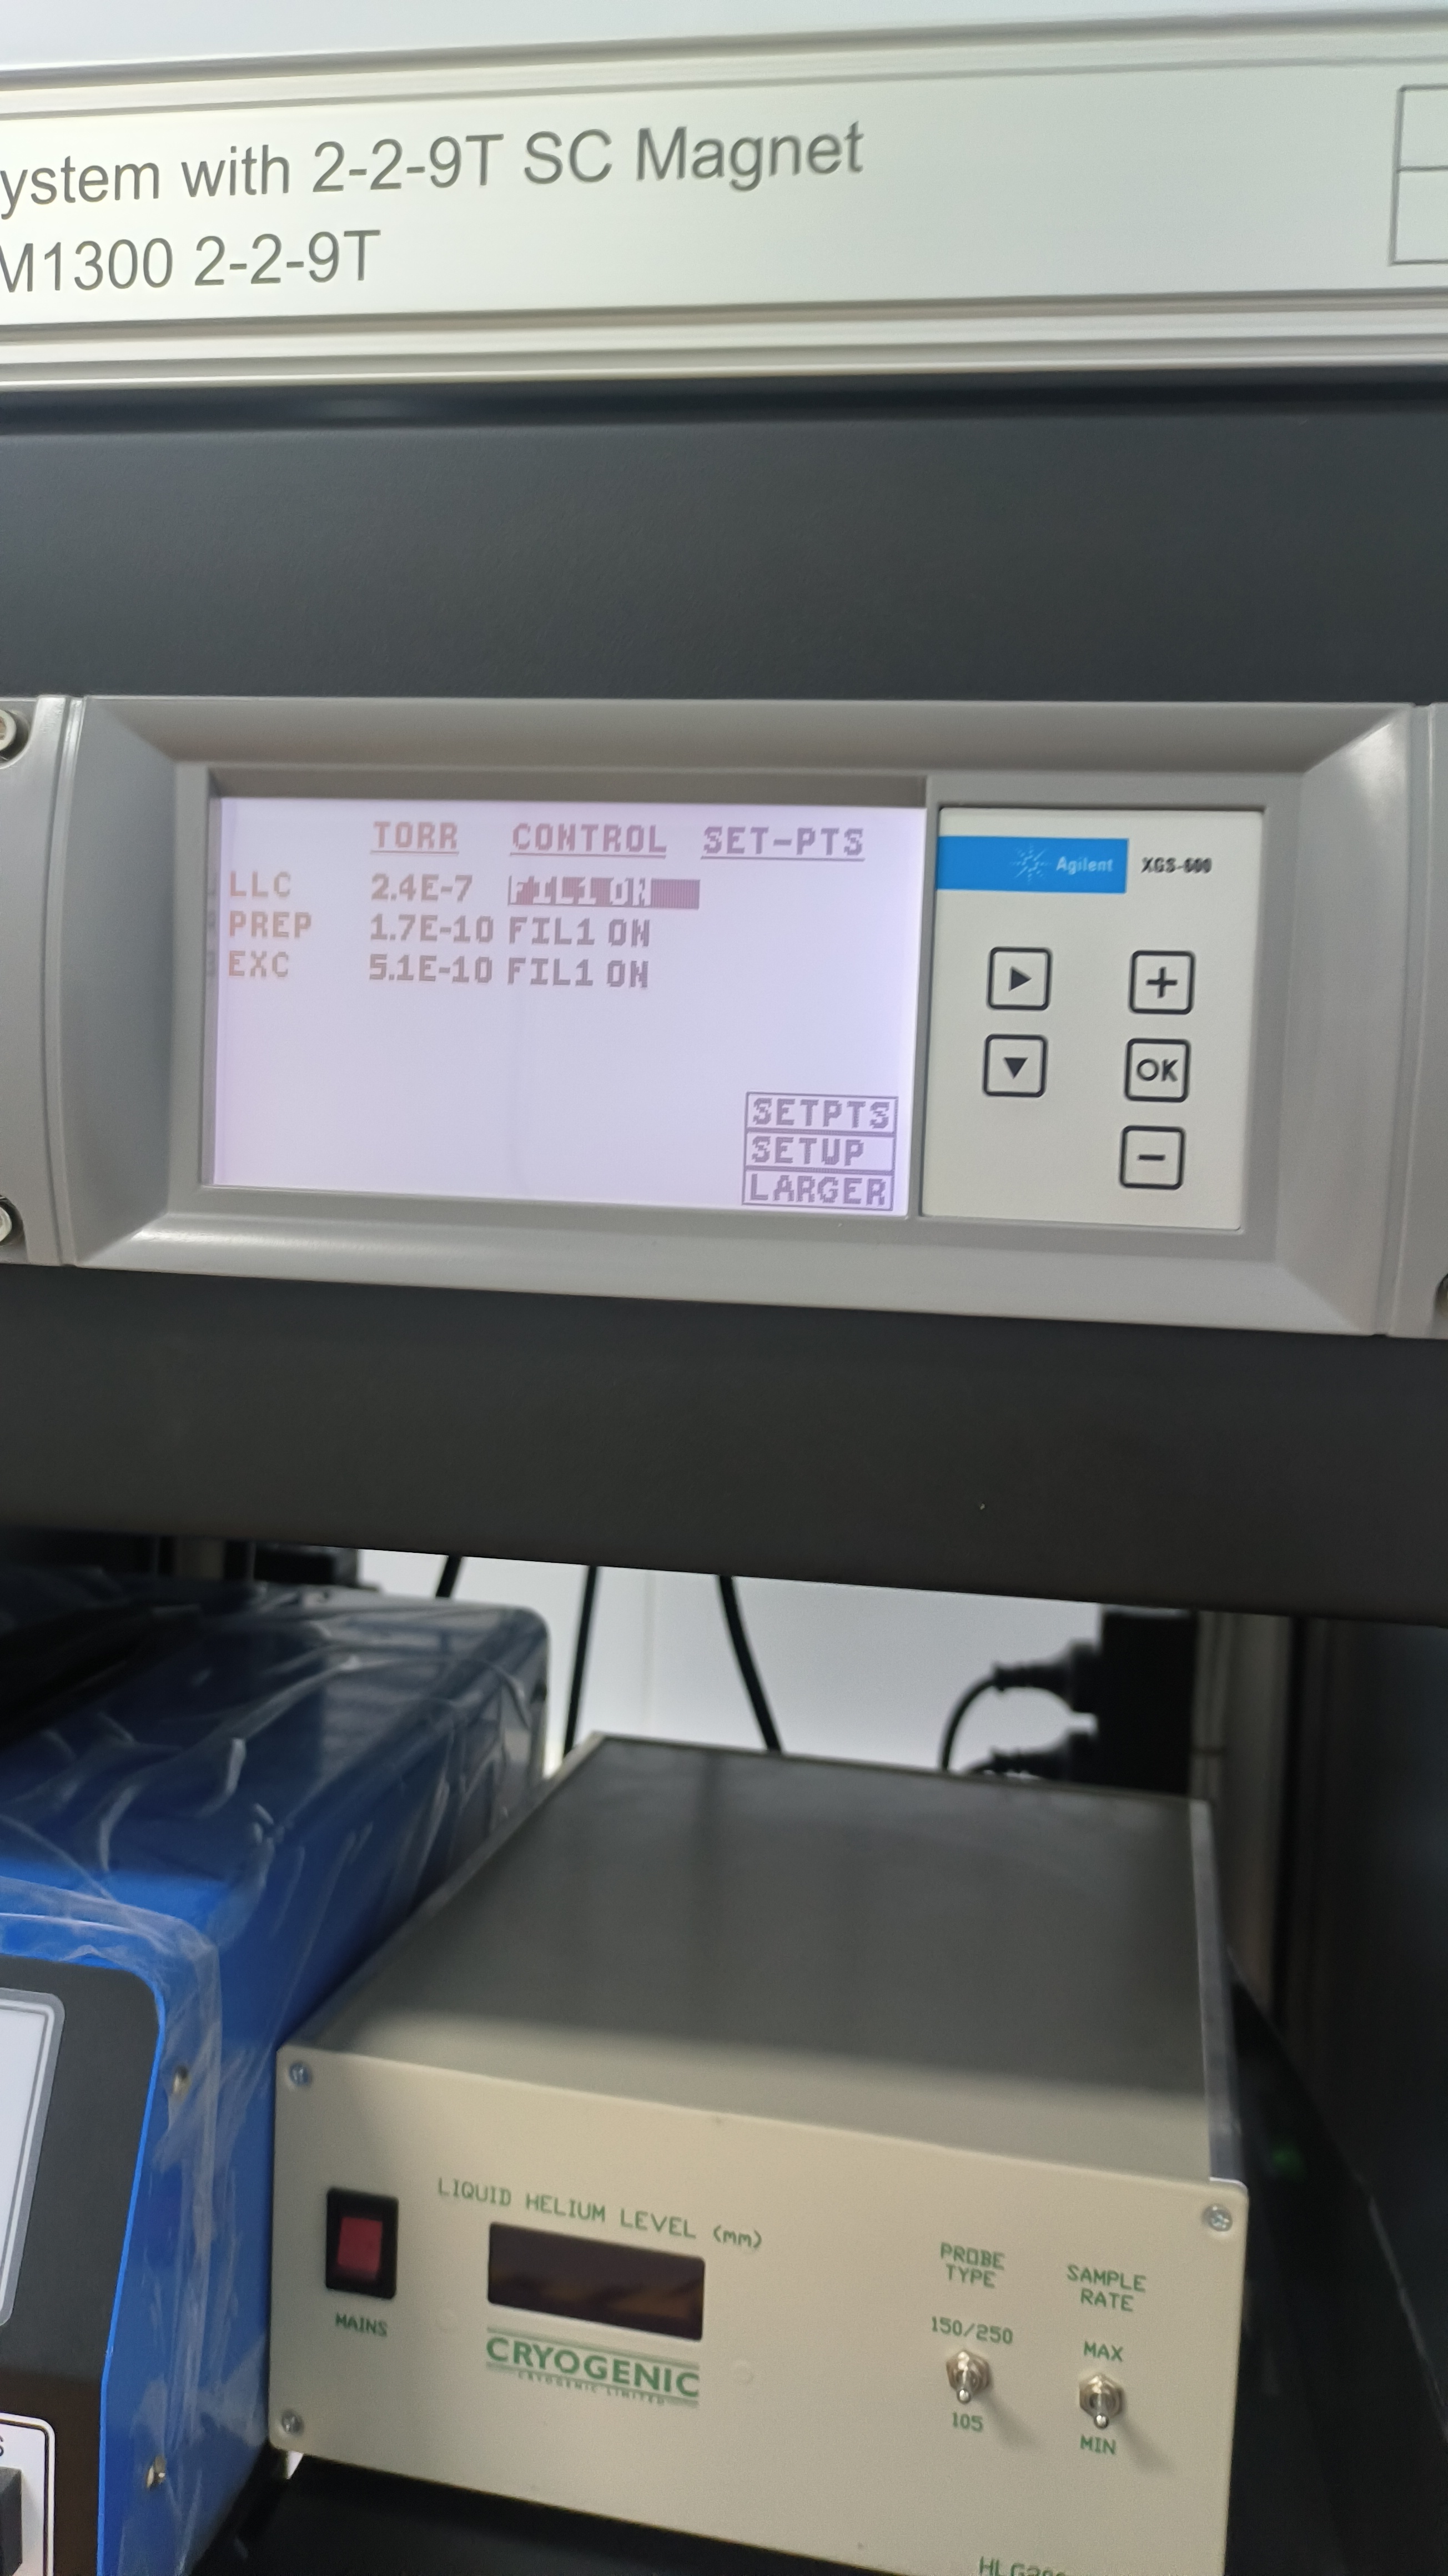 ystem with 2-2-9T SC Magnet
M1300 2-2-9T
TORR CONTROL SET-PTS
LLC 2.4E-7 FIL1 ON
PREP 1.7E-10 FIL1 ON
EXC 5.1E-10 FIL1 ON
SETPTS
SETUP
LARGER
Agilent XGS-600
OK
LIQUID HELIUM LEVEL (mm)
MAINS
CRYOGENIC
CRYOGENIC LIMITED
PROBE
TYPE
150/250
105
SAMPLE
RATE
MAX
MIN